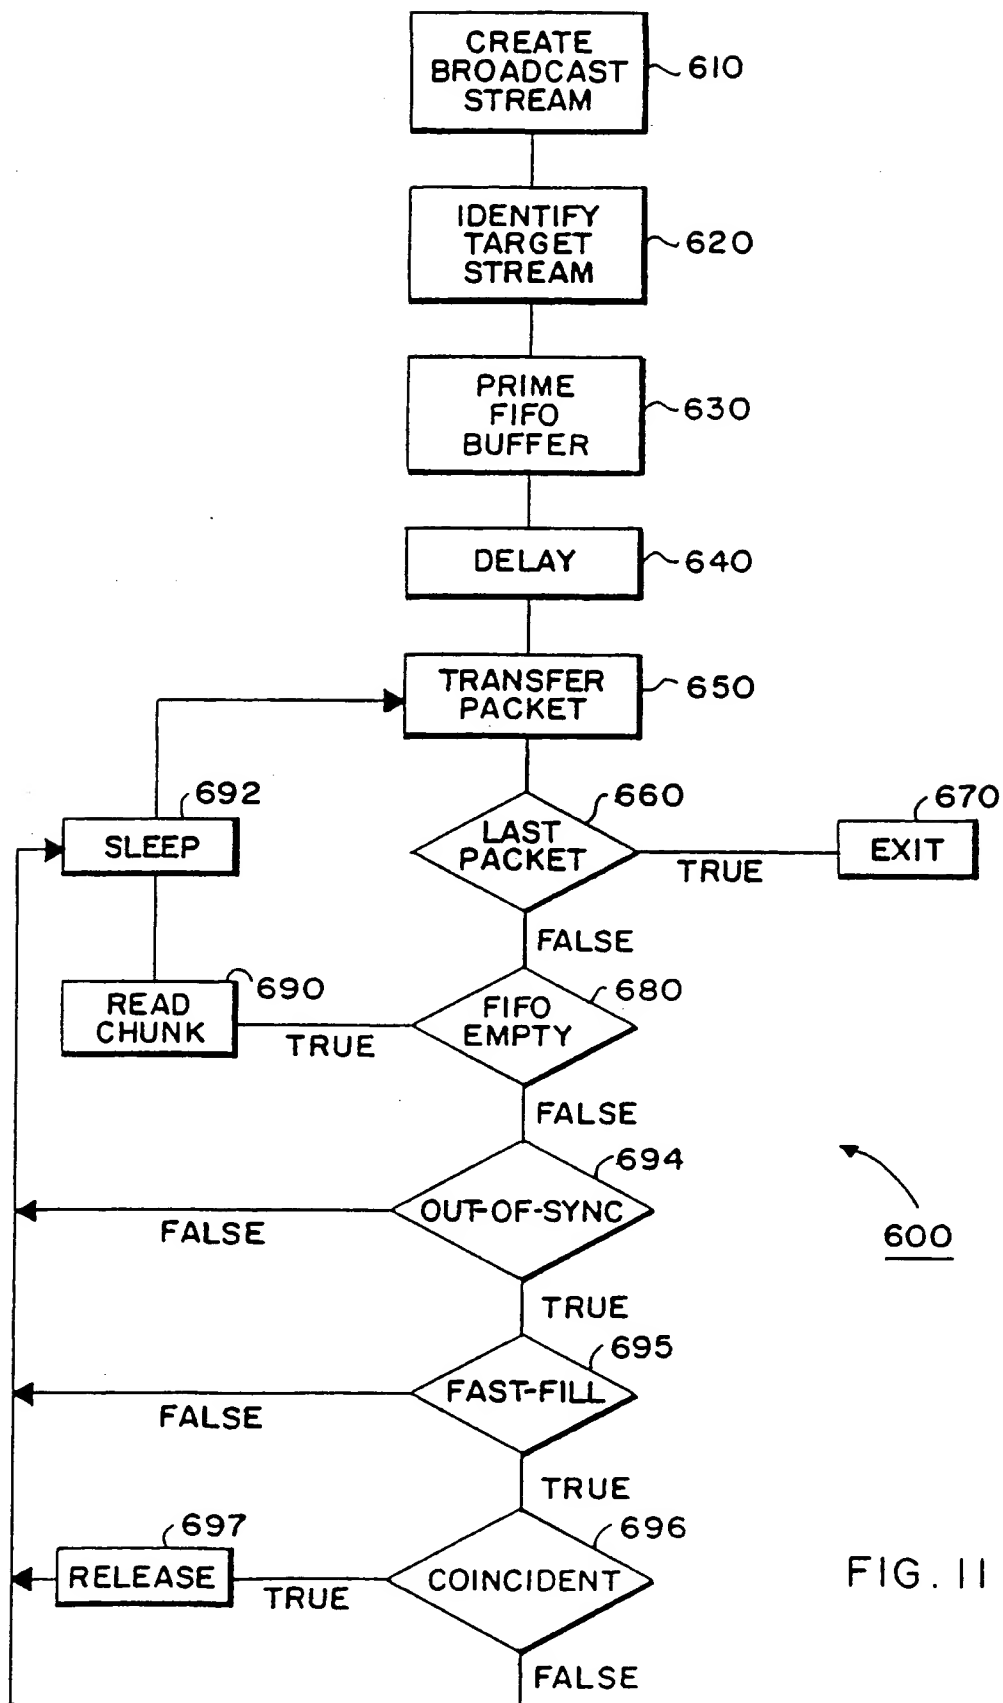 CREATE
BROADCAST
STREAM
610
IDENTIFY
TARGET
STREAM
620
PRIME
FIFO
BUFFER
630
DELAY
640
TRANSFER
PACKET
650
692
SLEEP
660
LAST
PACKET
TRUE
670
EXIT
FALSE
690
READ
CHUNK
TRUE
680
FIFO
EMPTY
FALSE
694
OUT-OF-SYNC
FALSE
600
TRUE
695
FAST-FILL
FALSE
TRUE
697
RELEASE
TRUE
696
COINCIDENT
FIG. 11
FALSE